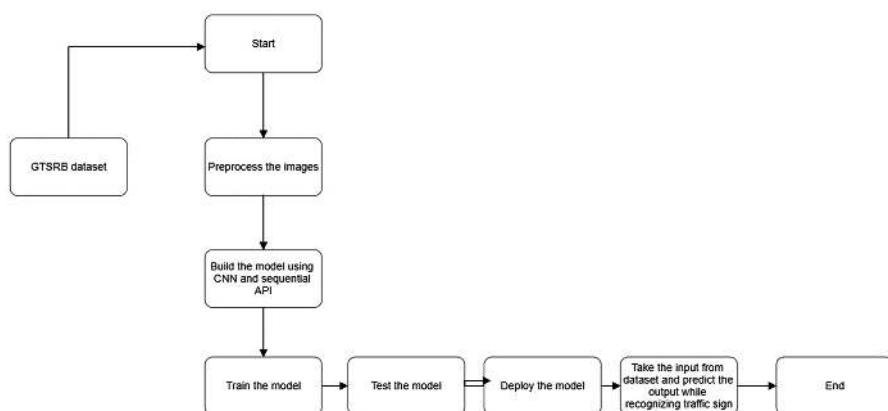 Start
GTSRB dataset
Preprocess the images
Build the model using
CNN and sequential
API
Train the model
Test the model
Deploy the model
Take the input from
dataset and predict the
output while
recognizing traffic sign
End